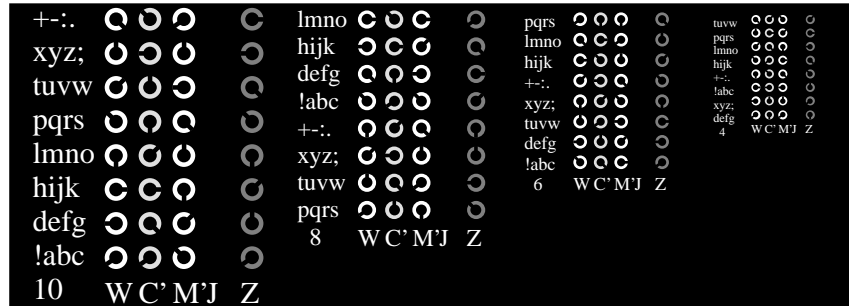 +-:.
xyz;
tuvw
pqrs
lmno
hijk
defg
!abc
10 W C' M'J Z
lmno
hijk
defg
!abc
+-:.
xyz;
tuvw
pqrs
8 W C' M'J Z
pqrs
lmno
hijk
+-:.
xyz;
tuvw
defg
!abc
6 W C' M'J Z
tuvw
pqrs
lmno
hijk
+-:.
!abc
xyz;
defg
4 W C' M'J Z